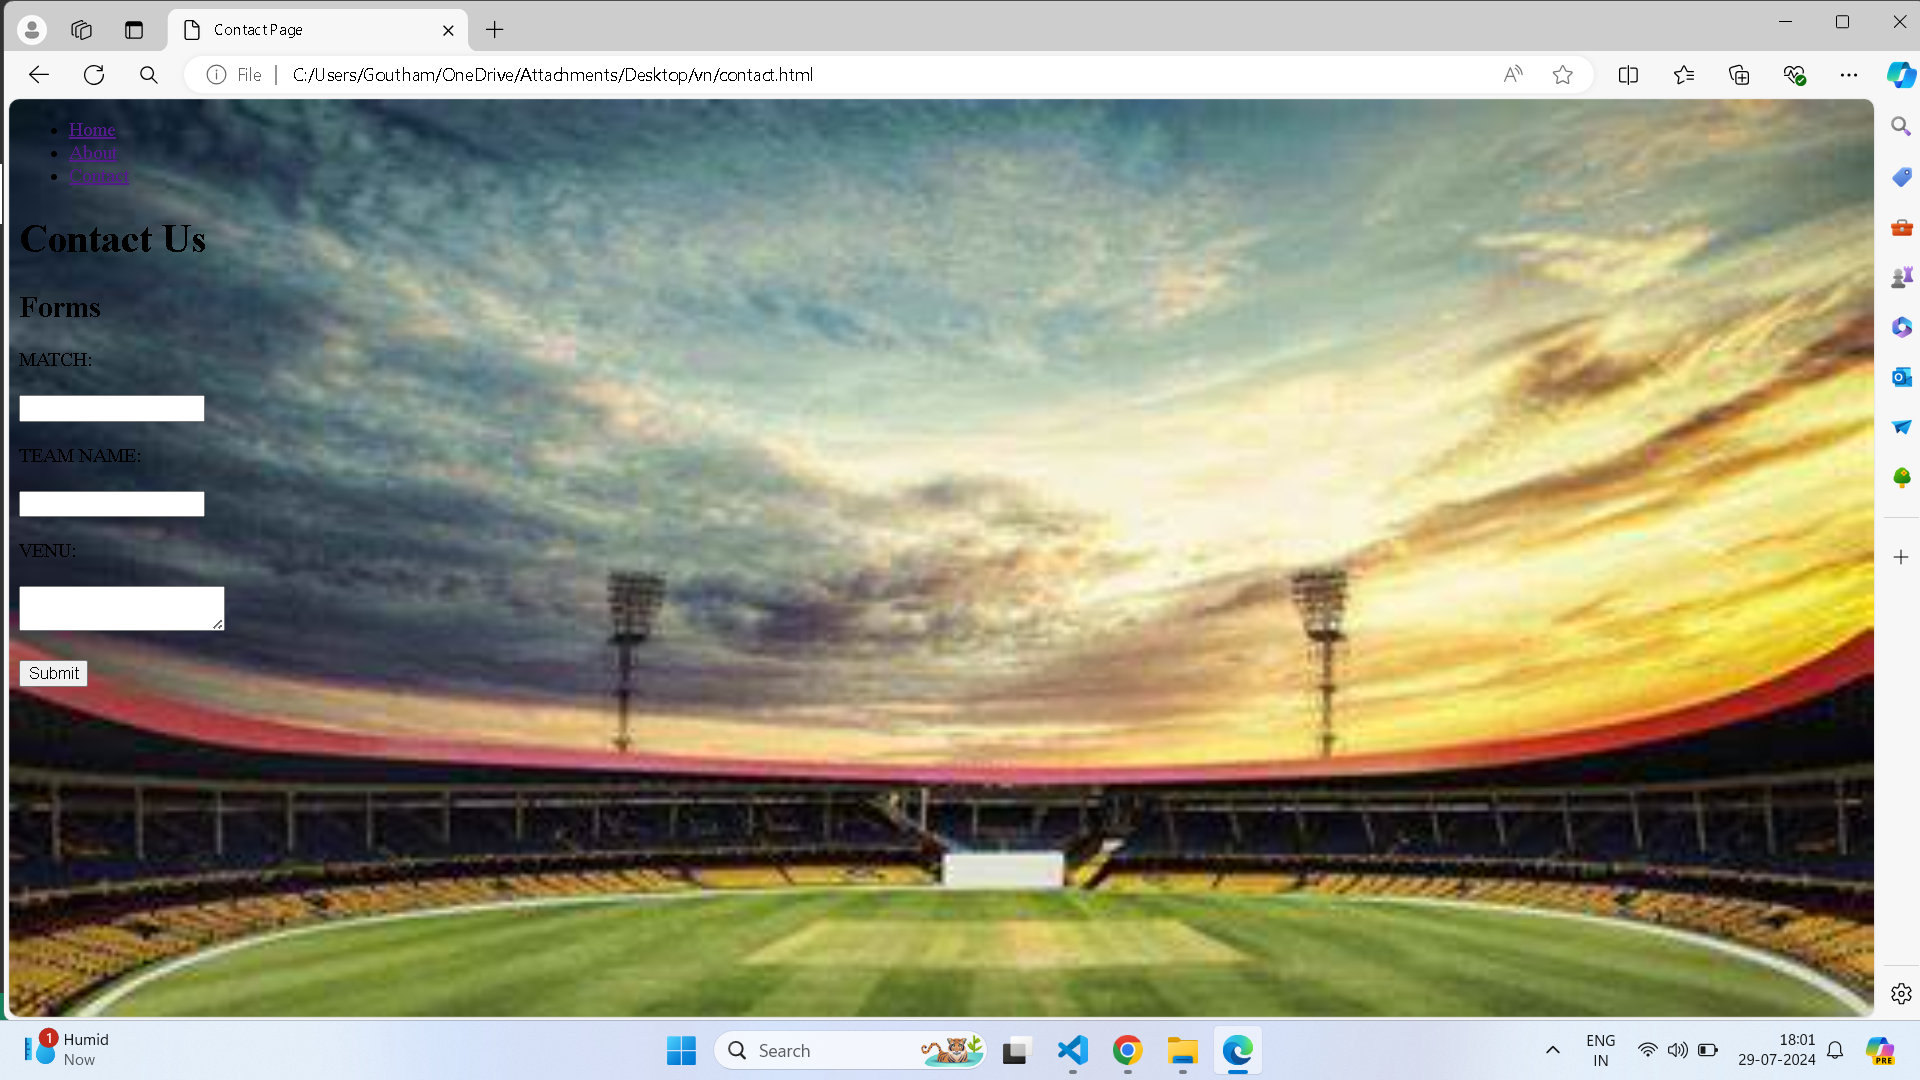 Contact Page
File
C:/Users/Goutham/OneDrive/Attachments/Desktop/vn/contact.html
Home
About
Contact
Contact Us
Forms
MATCH:
TEAM NAME:
VENU:
Submit
1
Humid
Now
Search
ENG
IN
18:01
29-07-2024
PRE